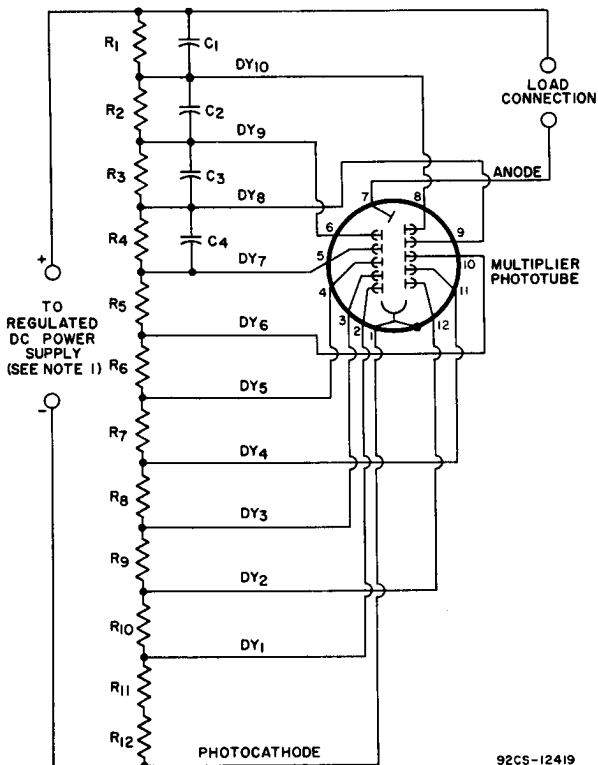 R1
C1
DY10
R2
C2
DY9
R3
C3
DY8
R4
C4
DY7
R5
DY6
R6
DY5
R7
DY4
R8
DY3
R9
DY2
R10
DY1
R11
R12
PHOTOCATHODE
+
TO
REGULATED
DC POWER
SUPPLY
(SEE NOTE 1)
−
LOAD
CONNECTION
ANODE
MULTIPLIER
PHOTOTUBE
7
8
6
9
5
10
4
11
3
2
1
12
92CS-12419